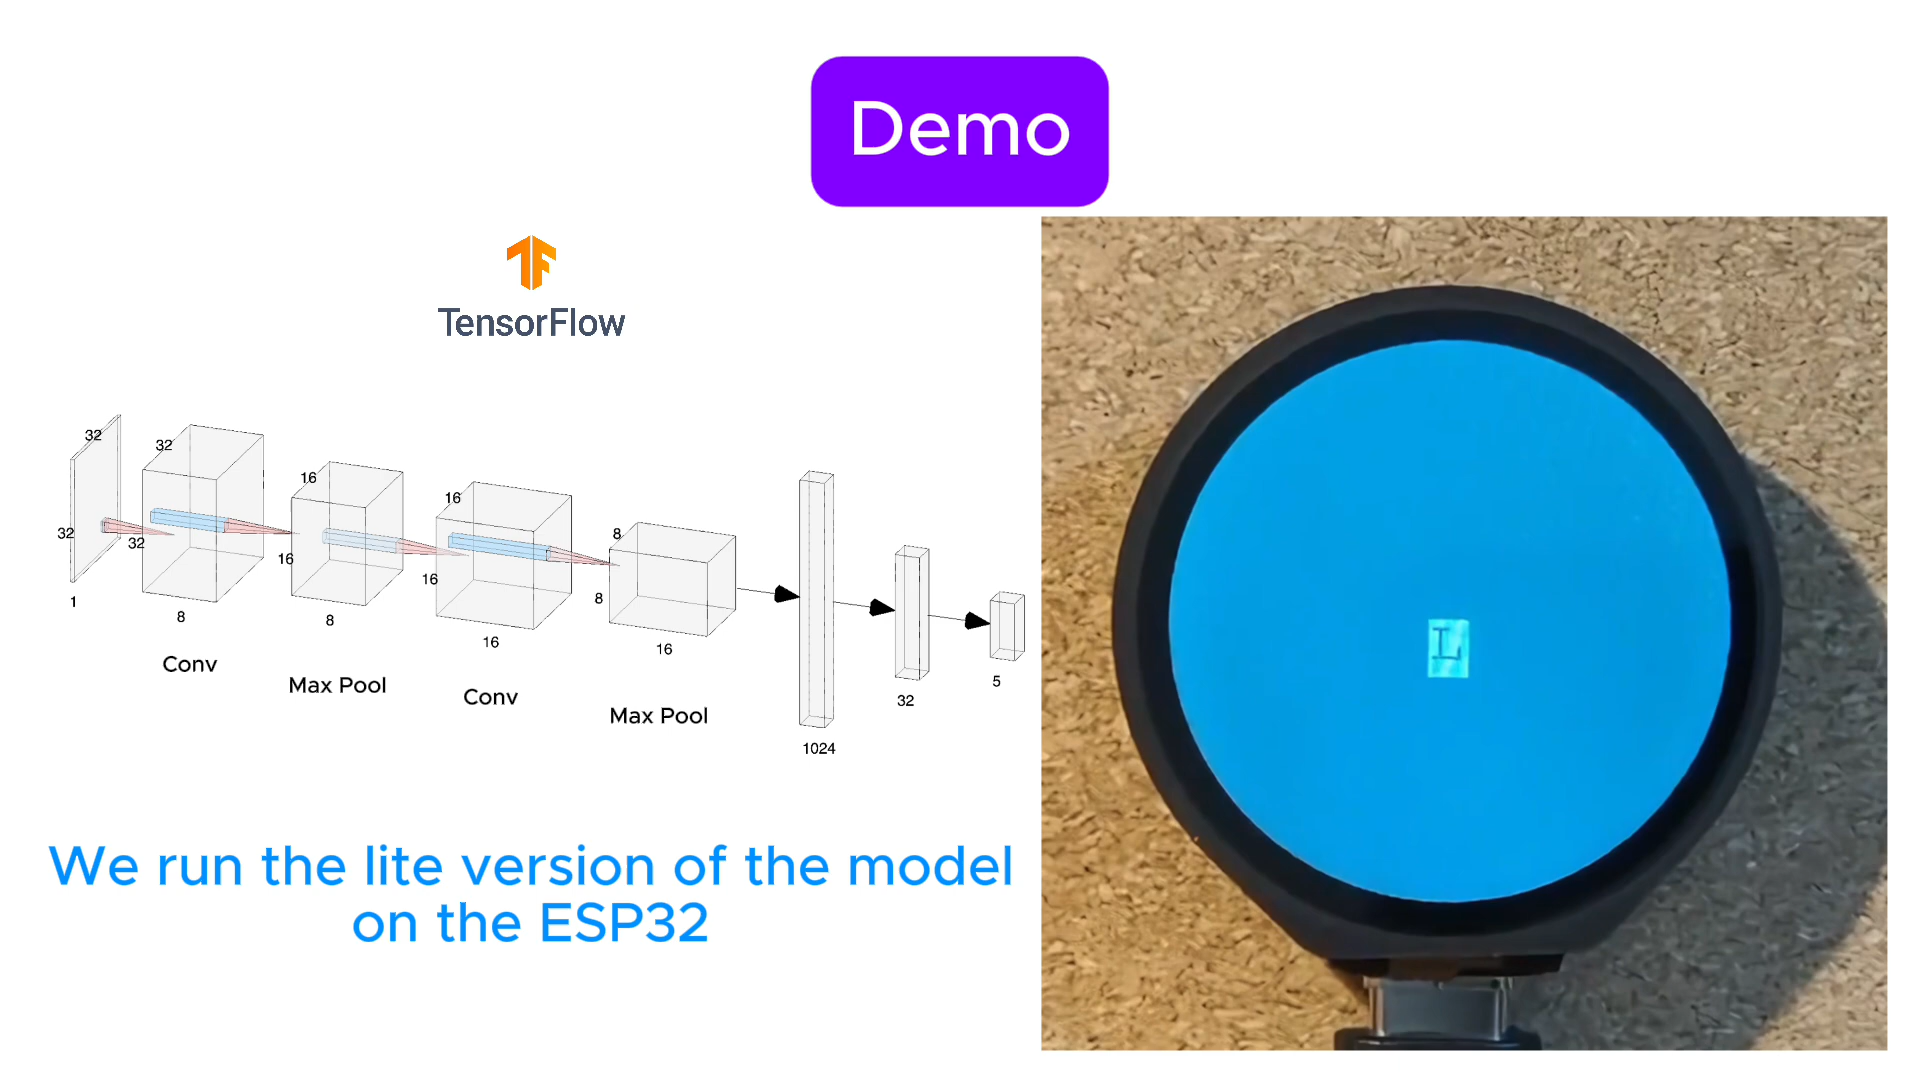 Demo
TensorFlow
32
32
1
32
32
8
Conv
16
16
8
Max Pool
16
16
16
Conv
8
8
16
Max Pool
1024
32
5
We run the lite version of the model
on the ESP32
L